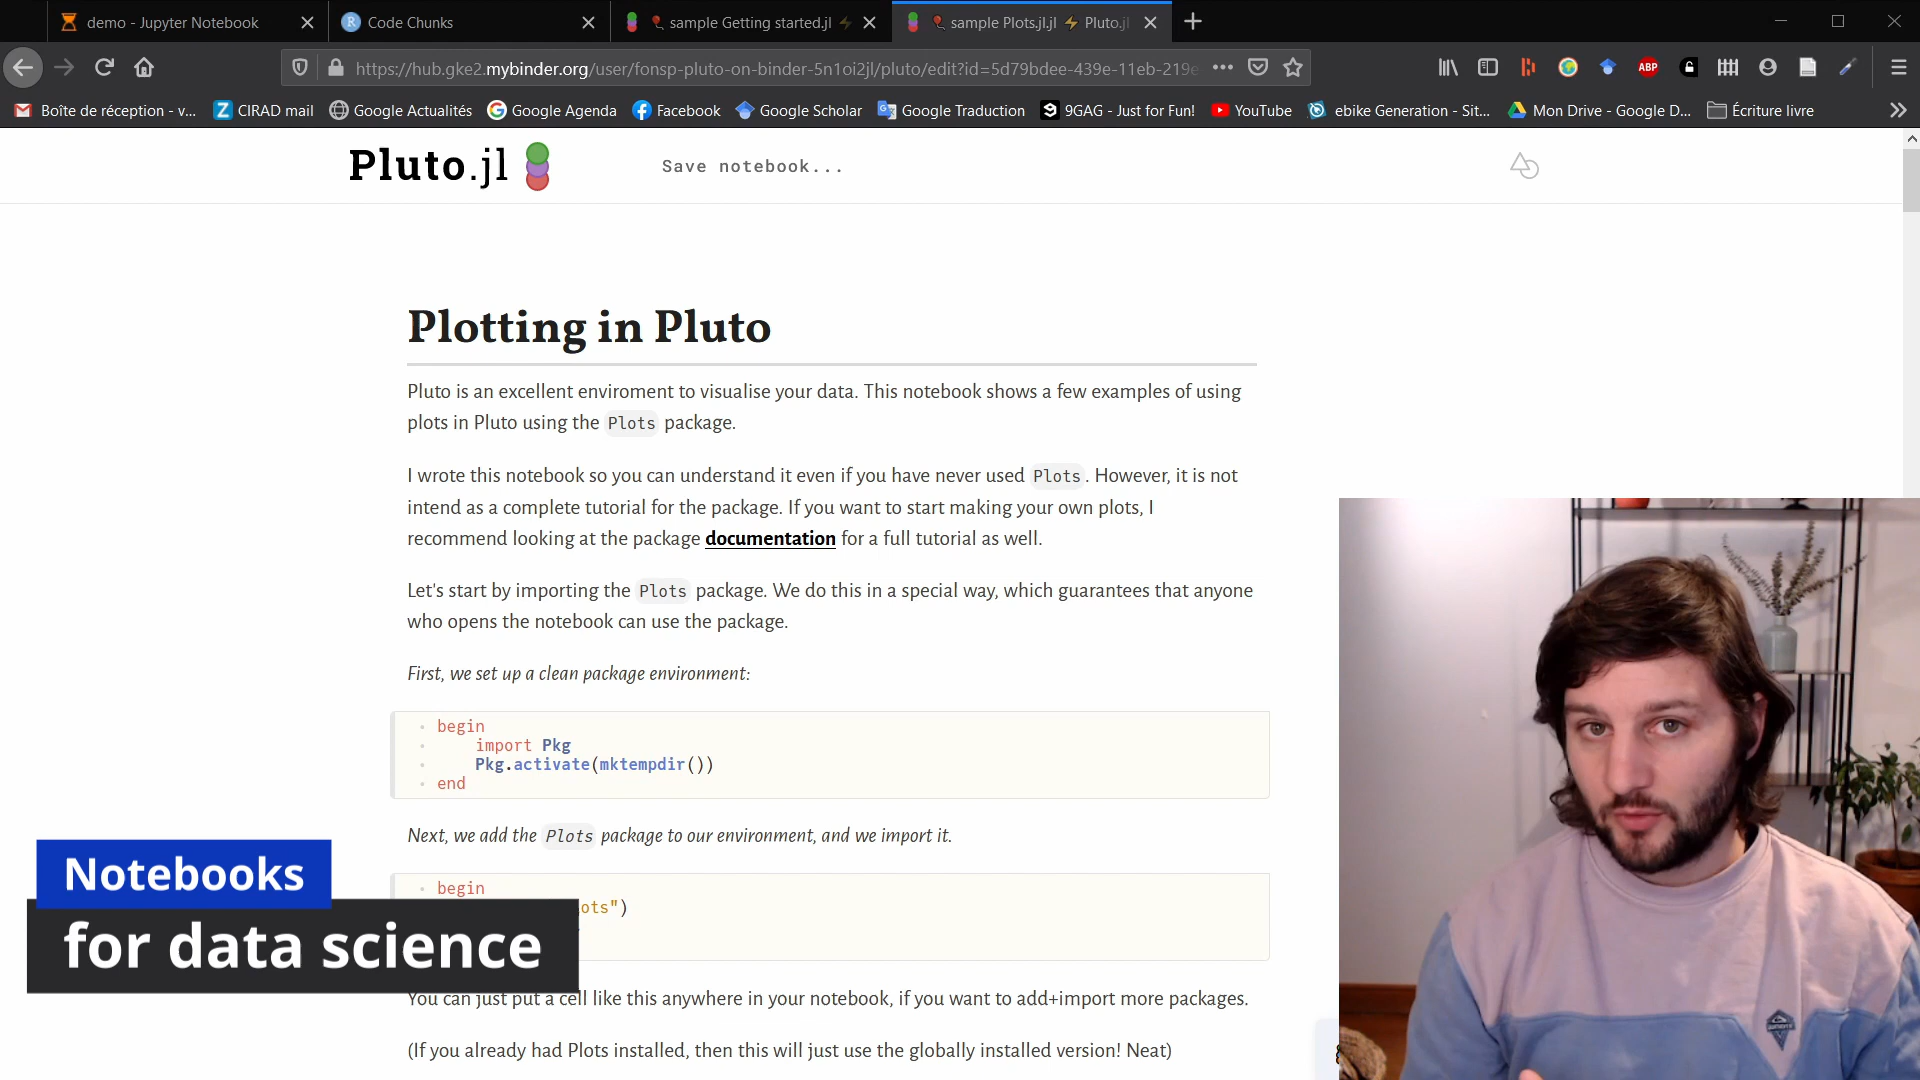 demo - Jupyter Notebook
Code Chunks
sample Getting started.jl
sample Plots.jl.jl ⚡ Pluto.jl
https://hub.gke2.mybinder.org/user/fonsp-pluto-on-binder-5n1oi2jl/pluto/edit?id=5d79bdee-439e-11eb-219e
ABP
Boîte de réception - v...
CIRAD mail
Google Actualités
Google Agenda
Facebook
Google Scholar
Google Traduction
9GAG - Just for Fun!
YouTube
ebike Generation - Sit...
Mon Drive - Google D...
Écriture livre
Pluto.jl
Save notebook...
Plotting in Pluto
Pluto is an excellent enviroment to visualise your data. This notebook shows a few examples of using
plots in Pluto using the Plots package.
I wrote this notebook so you can understand it even if you have never used Plots. However, it is not
intend as a complete tutorial for the package. If you want to start making your own plots, I
recommend looking at the package documentation for a full tutorial as well.
Let's start by importing the Plots package. We do this in a special way, which guarantees that anyone
who opens the notebook can use the package.
First, we set up a clean package environment:
begin
import Pkg
Pkg.activate(mktempdir())
end
Next, we add the Plots package to our environment, and we import it.
begin
ots")
Notebooks
for data science
You can just put a cell like this anywhere in your notebook, if you want to add+import more packages.
(If you already had Plots installed, then this will just use the globally installed version! Neat)